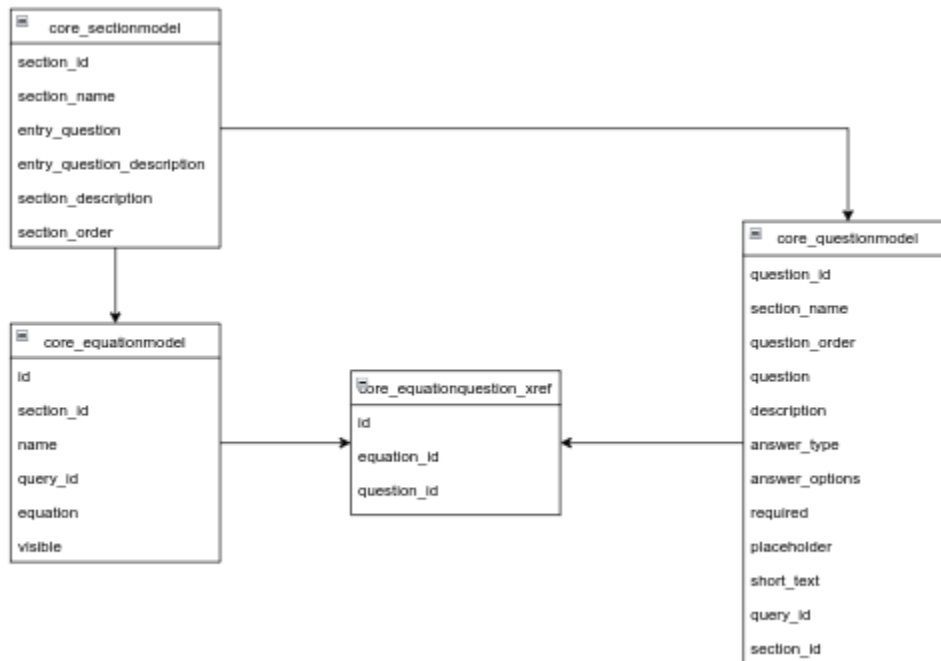 core_sectionmodel
section_id
section_name
entry_question
entry_question_description
section_description
section_order
core_equationmodel
id
section_id
name
query_id
equation
visible
core_equationquestion_xref
id
equation_id
question_id
core_questionmodel
question_id
section_name
question_order
question
description
answer_type
answer_options
required
placeholder
short_text
query_id
section_id